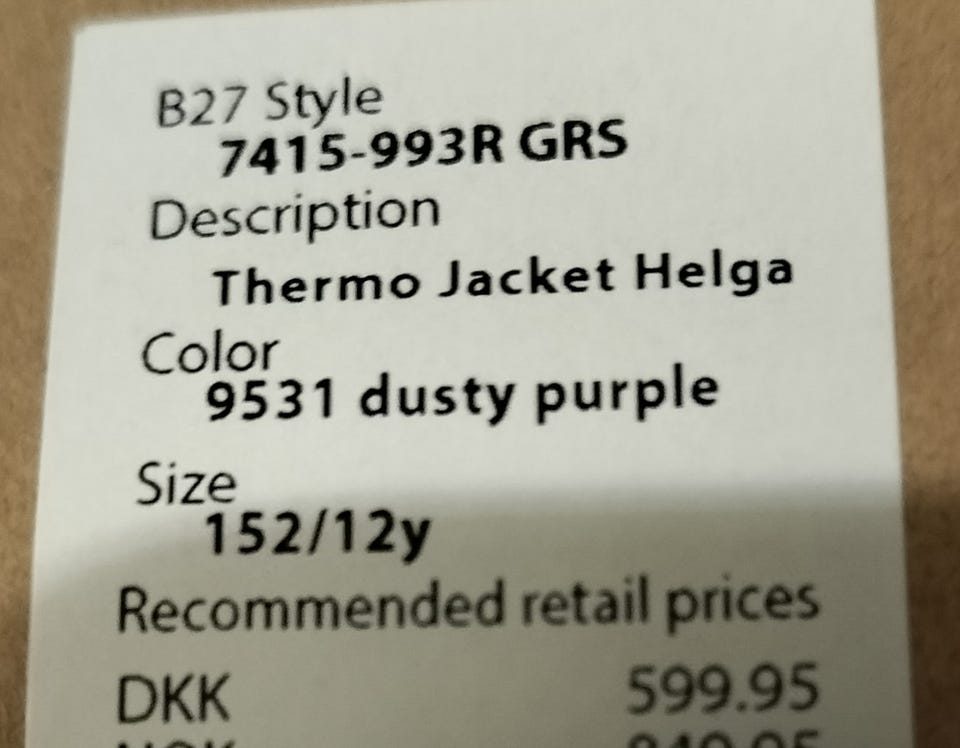 B27 Style
7415-993R GRS
Description
Thermo Jacket Helga
Color
9531 dusty purple
Size
152/12y
Recommended retail prices
DKK 599.95